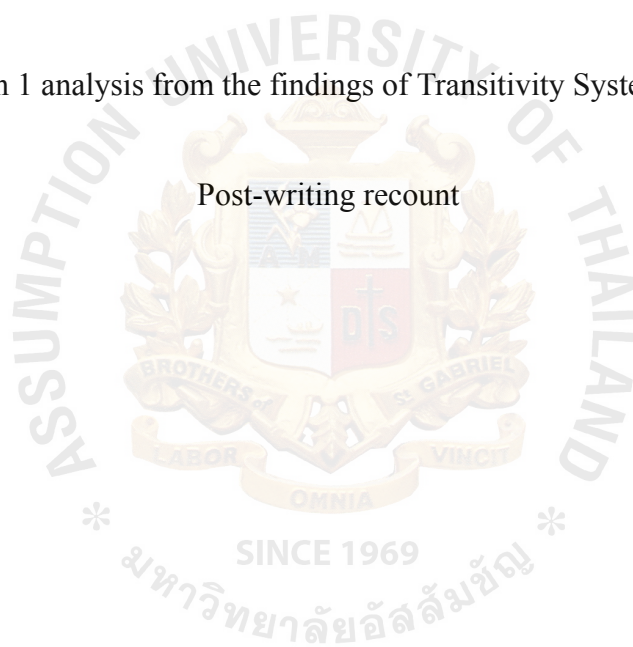 n 1 analysis from the findings of Transitivity Syste
Post-writing recount
ASSUMPTION UNIVERSITY OF THAILAND
A M
D S
BROTHERS of St GABRIEL
LABOR OMNIA VINCIT
SINCE 1969
* มหาวิทยาลัยอัสสัมชัญ *